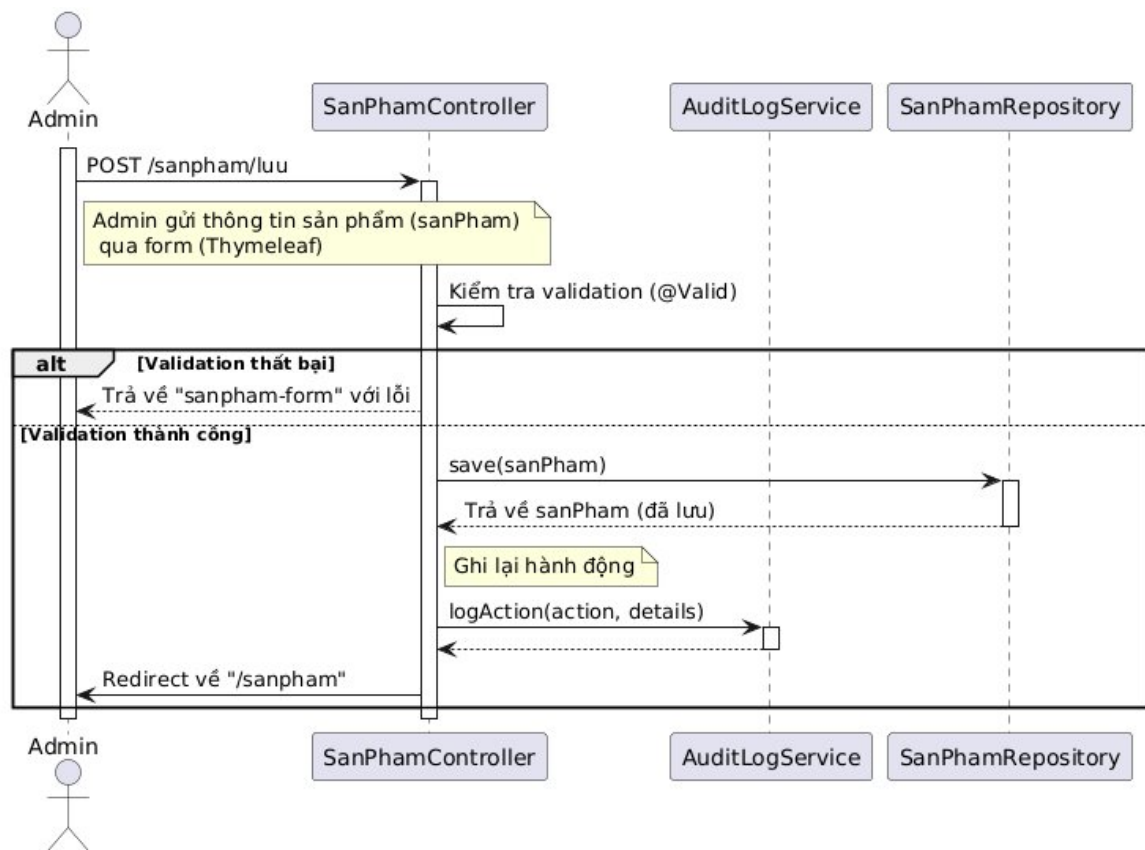 Admin
SanPhamController
AuditLogService
SanPhamRepository
POST /sanpham/luu
Admin gửi thông tin sản phẩm (sanPham)
qua form (Thymeleaf)
Kiểm tra validation (@Valid)
alt
[Validation thất bại]
Trả về "sanpham-form" với lỗi
[Validation thành công]
save(sanPham)
Trả về sanPham (đã lưu)
Ghi lại hành động
logAction(action, details)
Redirect về "/sanpham"
Admin
SanPhamController
AuditLogService
SanPhamRepository